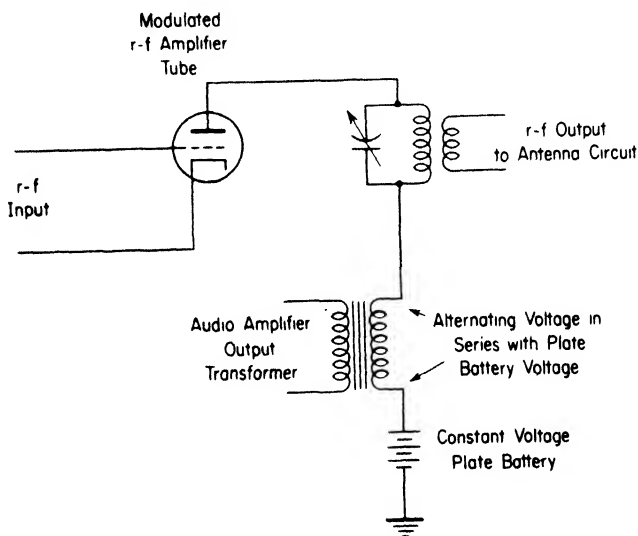 Modulated
r-f Amplifier
Tube
r-f Output
to Antenna Circuit
r-f
Input
Audio Amplifier
Output
Transformer
Alternating Voltage in
Series with Plate
Battery Voltage
Constant Voltage
Plate Battery